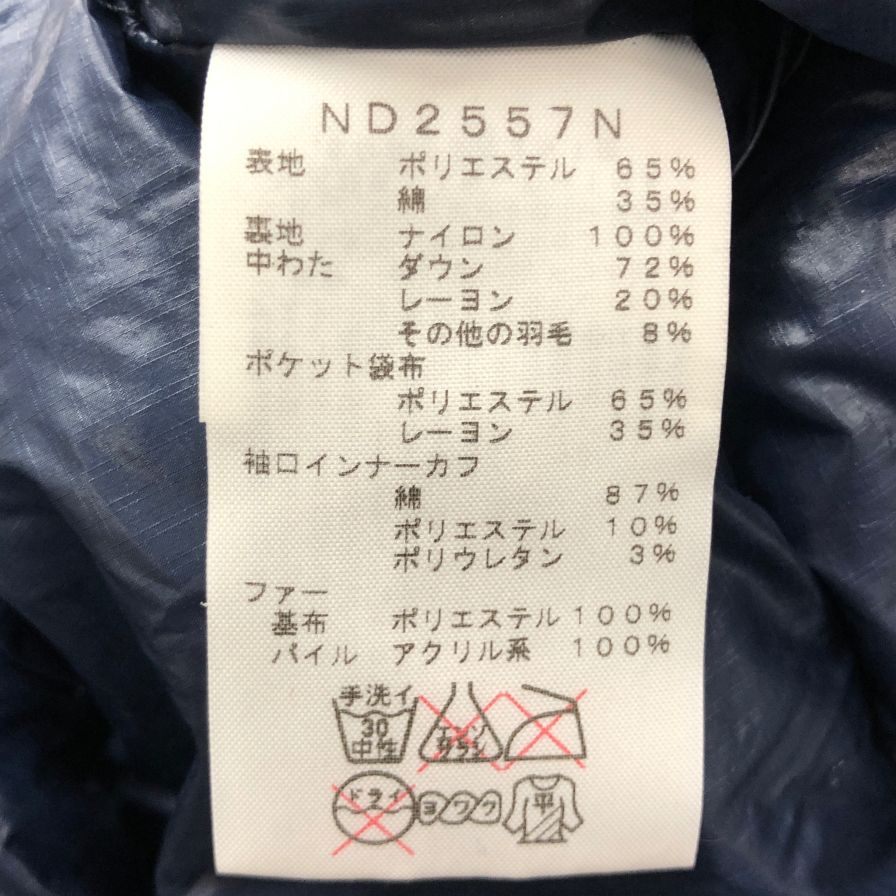 ND2557N
表地 ポリエステル 65%
綿 35%
裏地 ナイロン 100%
中わた ダウン 72%
レーヨン 20%
その他の羽毛 8%
ポケット袋布
ポリエステル 65%
レーヨン 35%
袖口インナーカフ
綿 87%
ポリエステル 10%
ポリウレタン 3%
ファー
基布 ポリエステル 100%
パイル アクリル系 100%
手洗イ
30
中性
エンソ
サラシ
ドライ
ヨワク
平